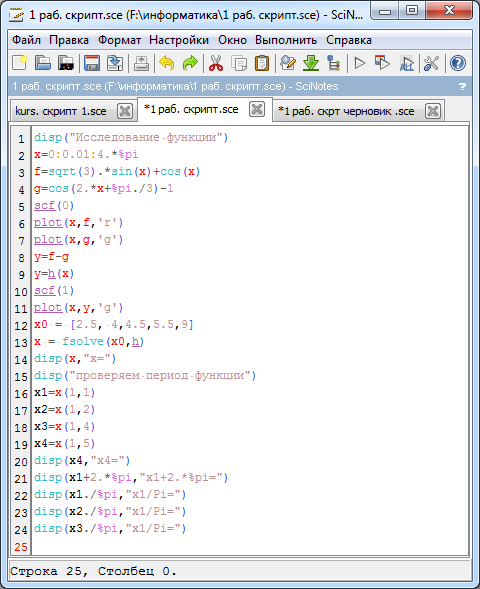 1 раб. скрипт.sce (F:\информатика\1 раб. скрипт.sce) - SciN...
Файл Правка Формат Настройки Окно Выполнить Справка
1 раб. скрипт.sce (F:\информатика\1 раб. скрипт.sce) - SciNotes ?
kurs. скрипт 1.sce *1 раб. скрипт.sce *1 раб. скрт черновик .sce
1 disp("Исследование функции")
2 x=0:0.01:4.*%pi
3 f=sqrt(3).*sin(x)+cos(x)
4 g=cos(2.*x+%pi./3)-1
5 scf(0)
6 plot(x,f,'r')
7 plot(x,g,'g')
8 y=f-g
9 y=h(x)
10 scf(1)
11 plot(x,y,'g')
12 x0 = [2.5, 4,4.5,5.5,9]
13 x = fsolve(x0,h)
14 disp(x,"x=")
15 disp("проверяем период функции")
16 x1=x(1,1)
17 x2=x(1,2)
18 x3=x(1,4)
19 x4=x(1,5)
20 disp(x4,"x4=")
21 disp(x1+2.*%pi,"x1+2.*%pi=")
22 disp(x1./%pi,"x1/Pi=")
23 disp(x2./%pi,"x1/Pi=")
24 disp(x3./%pi,"x1/Pi=")
25
Строка 25, Столбец 0.